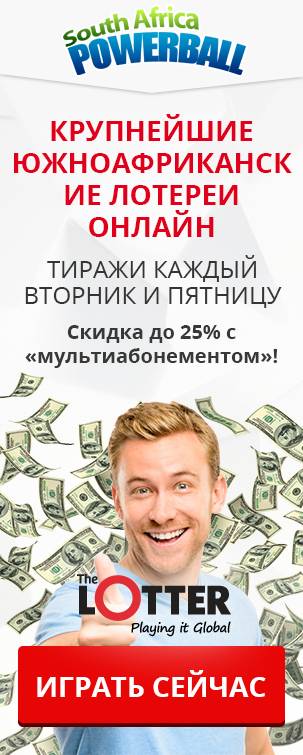 South Africa
POWERBALL
КРУПНЕЙШИЕ
ЮЖНОАФРИКАНСК
ИЕ ЛОТЕРЕИ
ОНЛАЙН
ТИРАЖИ КАЖДЫЙ
ВТОРНИК И ПЯТНИЦУ
Скидка до 25% с
«мультиабонементом»!
The
LOTTER
Playing it Global
ИГРАТЬ СЕЙЧАС